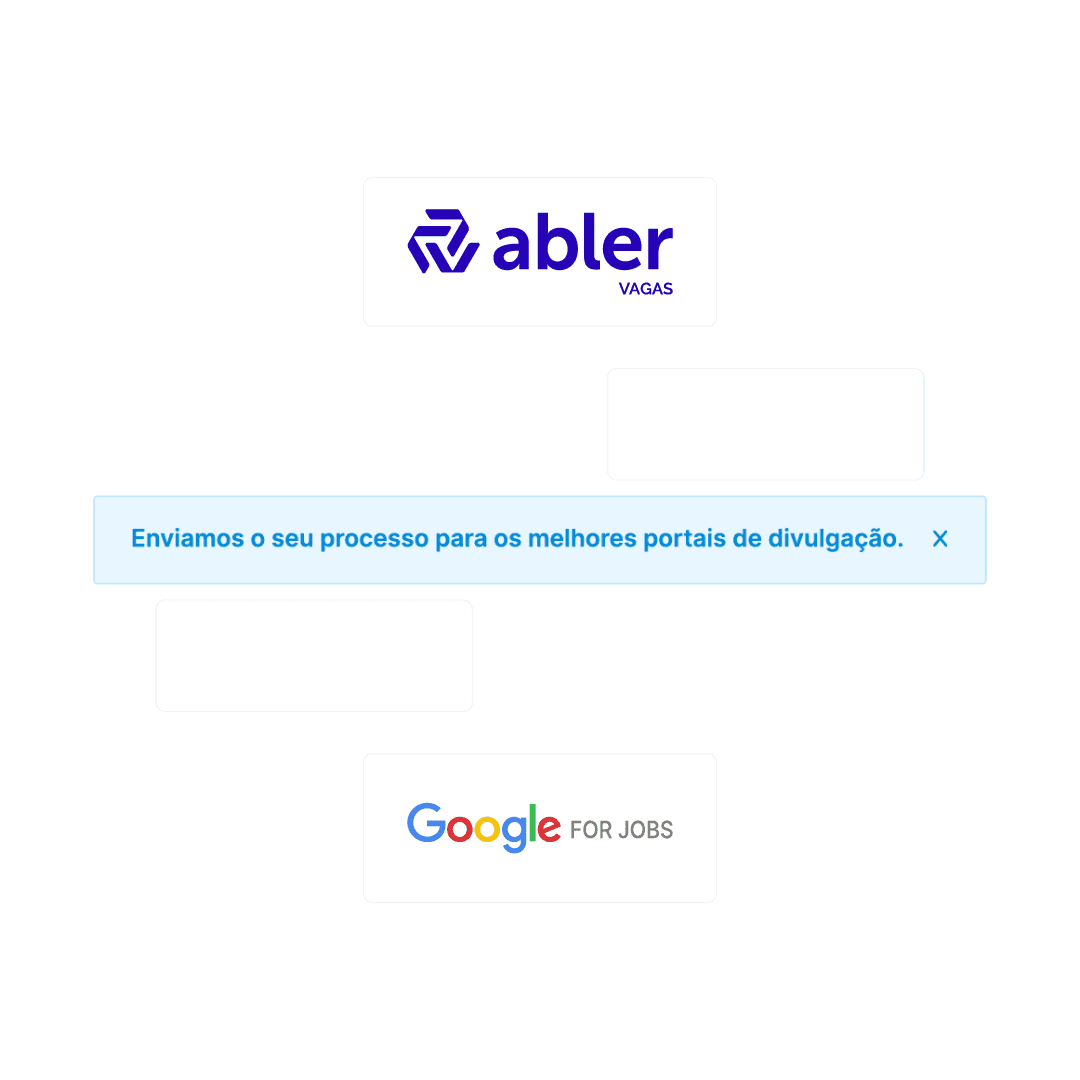 abler
VAGAS
Enviamos o seu processo para os melhores portais de divulgação. X
Google FOR JOBS